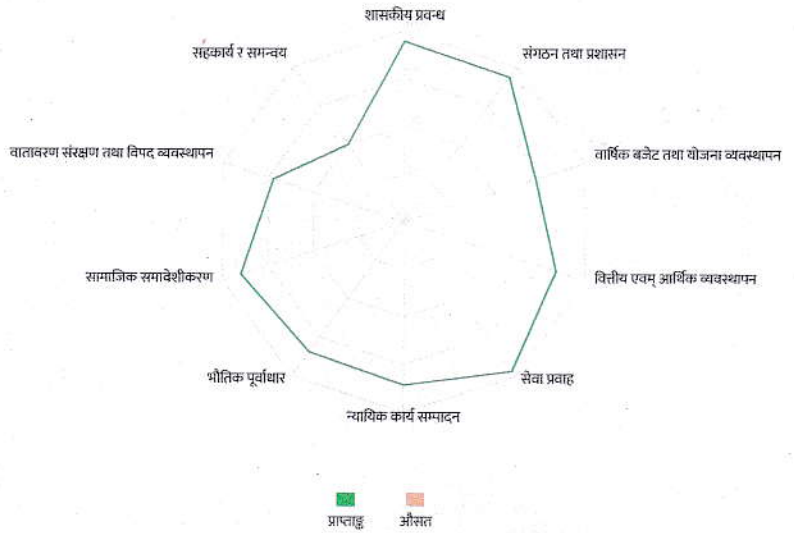 शासकीय प्रवन्ध
संगठन तथा प्रशासन
वार्षिक बजेट तथा योजना व्यवस्थापन
वित्तीय एवम् आर्थिक व्यवस्थापन
सेवा प्रवाह
न्यायिक कार्य सम्पादन
भौतिक पूर्वाधार
सामाजिक समावेशीकरण
वातावरण संरक्षण तथा विपद व्यवस्थापन
सहकार्य र समन्वय
प्राप्ताङ्क
औसत